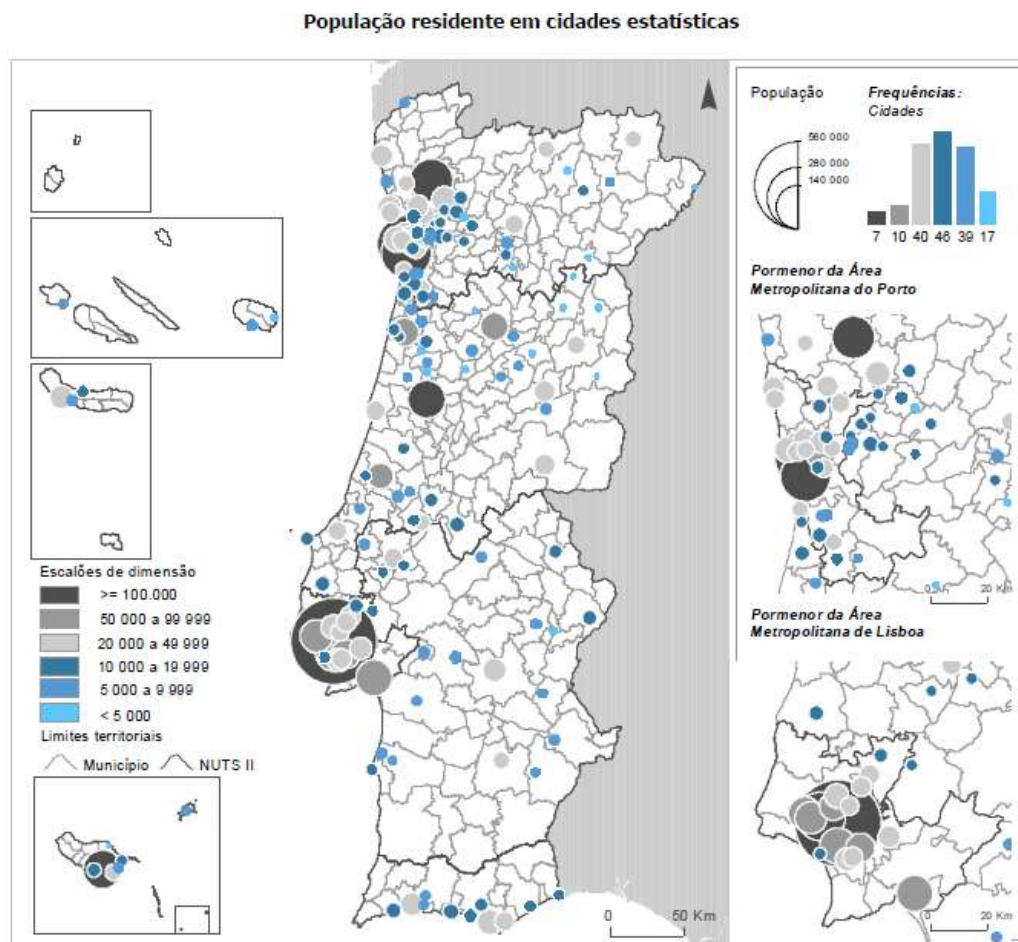 População residente em cidades estatísticas
População
Frequências:
Cidades
560 000
280 000
140 000
7 10 40 46 39 17
Pormenor da Área
Metropolitana do Porto
0 20 Km
Pormenor da Área
Metropolitana de Lisboa
0 20 Km
Escalões de dimensão
>= 100.000
50 000 a 99 999
20 000 a 49 999
10 000 a 19 999
5 000 a 9 999
< 5 000
Limites territoriais
Município NUTS II
0 50 Km